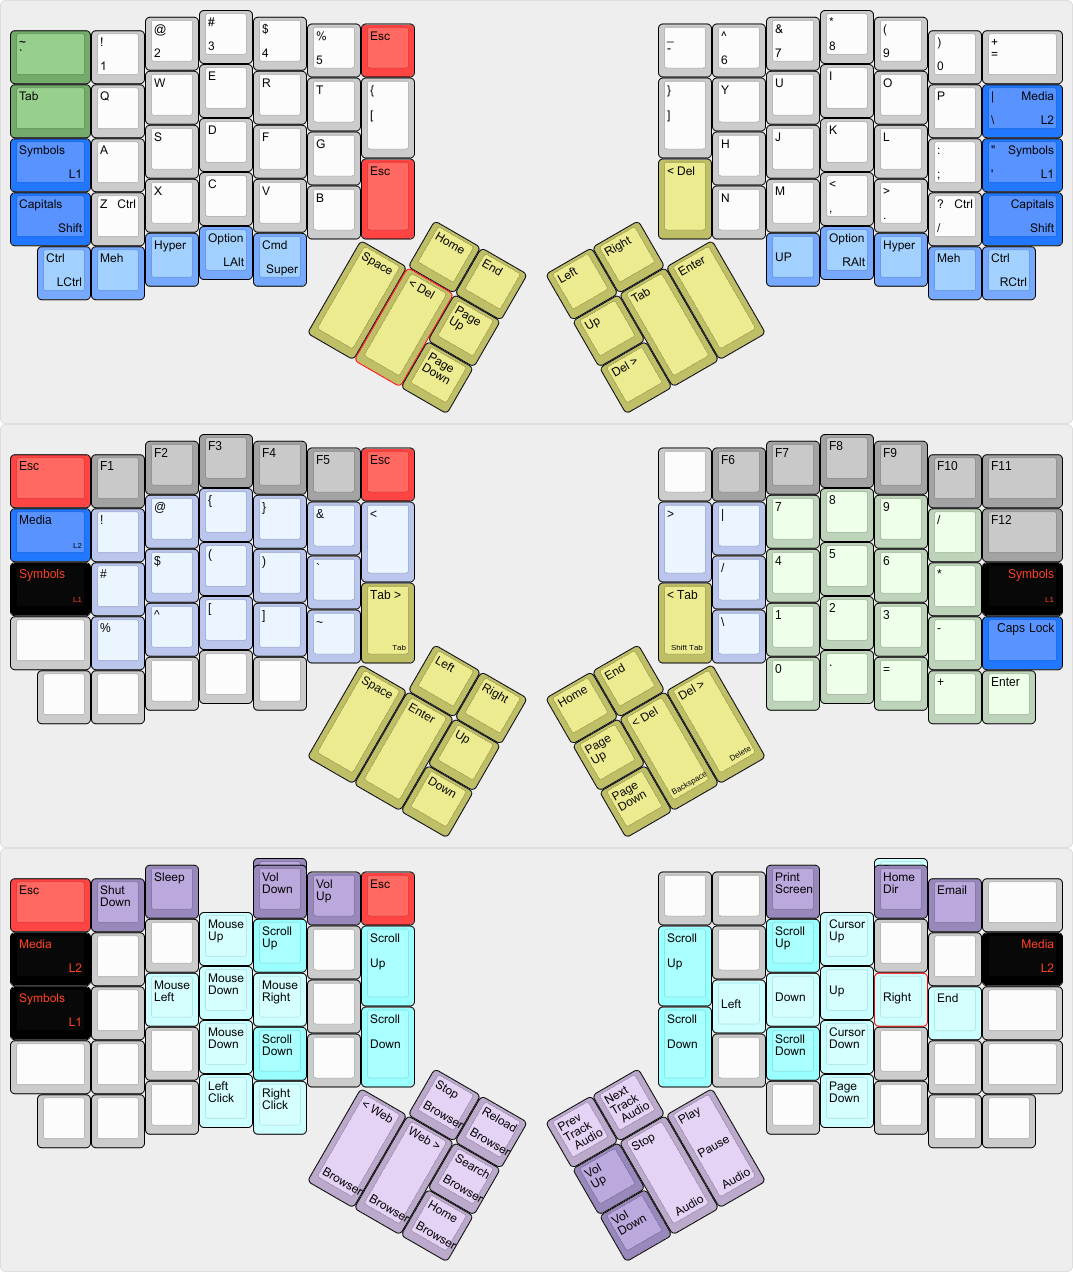 ~
`
!
1
@
2
#
3
$
4
%
5
Esc
_
-
^
6
&
7
*
8
(
9
)
0
+
=
Tab
Q
W
E
R
T
{
[
}
]
Y
U
I
O
P
| Media
\ L2
Symbols
L1
A
S
D
F
G
Esc
< Del
H
J
K
L
:
;
" Symbols
' L1
Capitals
Shift
Z Ctrl
X
C
V
B
N
M
<
,
>
.
? Ctrl
/
Capitals
Shift
Ctrl
LCtrl
Meh
Hyper
Option
LAlt
Cmd
Super
UP
Option
RAlt
Hyper
Meh
Ctrl
RCtrl
Space
< Del
Home
End
Page
Up
Page
Down
Left
Right
Up
Del >
Tab
Enter
Esc
F1
F2
F3
F4
F5
Esc
F6
F7
F8
F9
F10
F11
Media
L2
!
@
{
}
&
<
>
|
7
8
9
/
F12
Symbols
L1
#
$
(
)
`
Tab >
Tab
< Tab
Shift Tab
/
4
5
6
*
Symbols
L1
%
^
[
]
~
\
1
2
3
-
Caps Lock
0
.
=
+
Enter
Space
Enter
Left
Right
Up
Down
Home
End
Page
Up
Page
Down
< Del
Backspace
Del >
Delete
Esc
Shut
Down
Sleep
Vol
Down
Vol
Up
Esc
Print
Screen
Home
Dir
Email
Media
L2
Mouse
Up
Scroll
Up
Scroll
Up
Scroll
Up
Scroll
Up
Cursor
Up
Media
L2
Symbols
L1
Mouse
Left
Mouse
Down
Mouse
Right
Scroll
Down
Scroll
Down
Left
Down
Up
Right
End
Mouse
Down
Scroll
Down
Scroll
Down
Cursor
Down
Left
Click
Right
Click
Page
Down
< Web
Browser
Web >
Browser
Stop
Browser
Reload
Browser
Search
Browser
Home
Browser
Prev
Track
Audio
Next
Track
Audio
Vol
Up
Vol
Down
Stop
Audio
Play
Pause
Audio